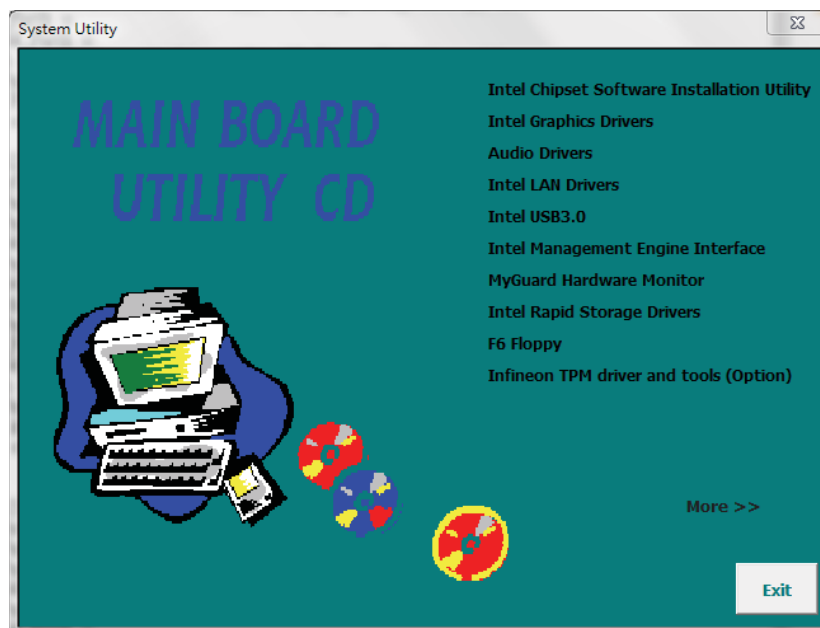 System Utility
MAIN BOARD
UTILITY CD
Intel Chipset Software Installation Utility
Intel Graphics Drivers
Audio Drivers
Intel LAN Drivers
Intel USB3.0
Intel Management Engine Interface
MyGuard Hardware Monitor
Intel Rapid Storage Drivers
F6 Floppy
Infineon TPM driver and tools (Option)
More >>
Exit